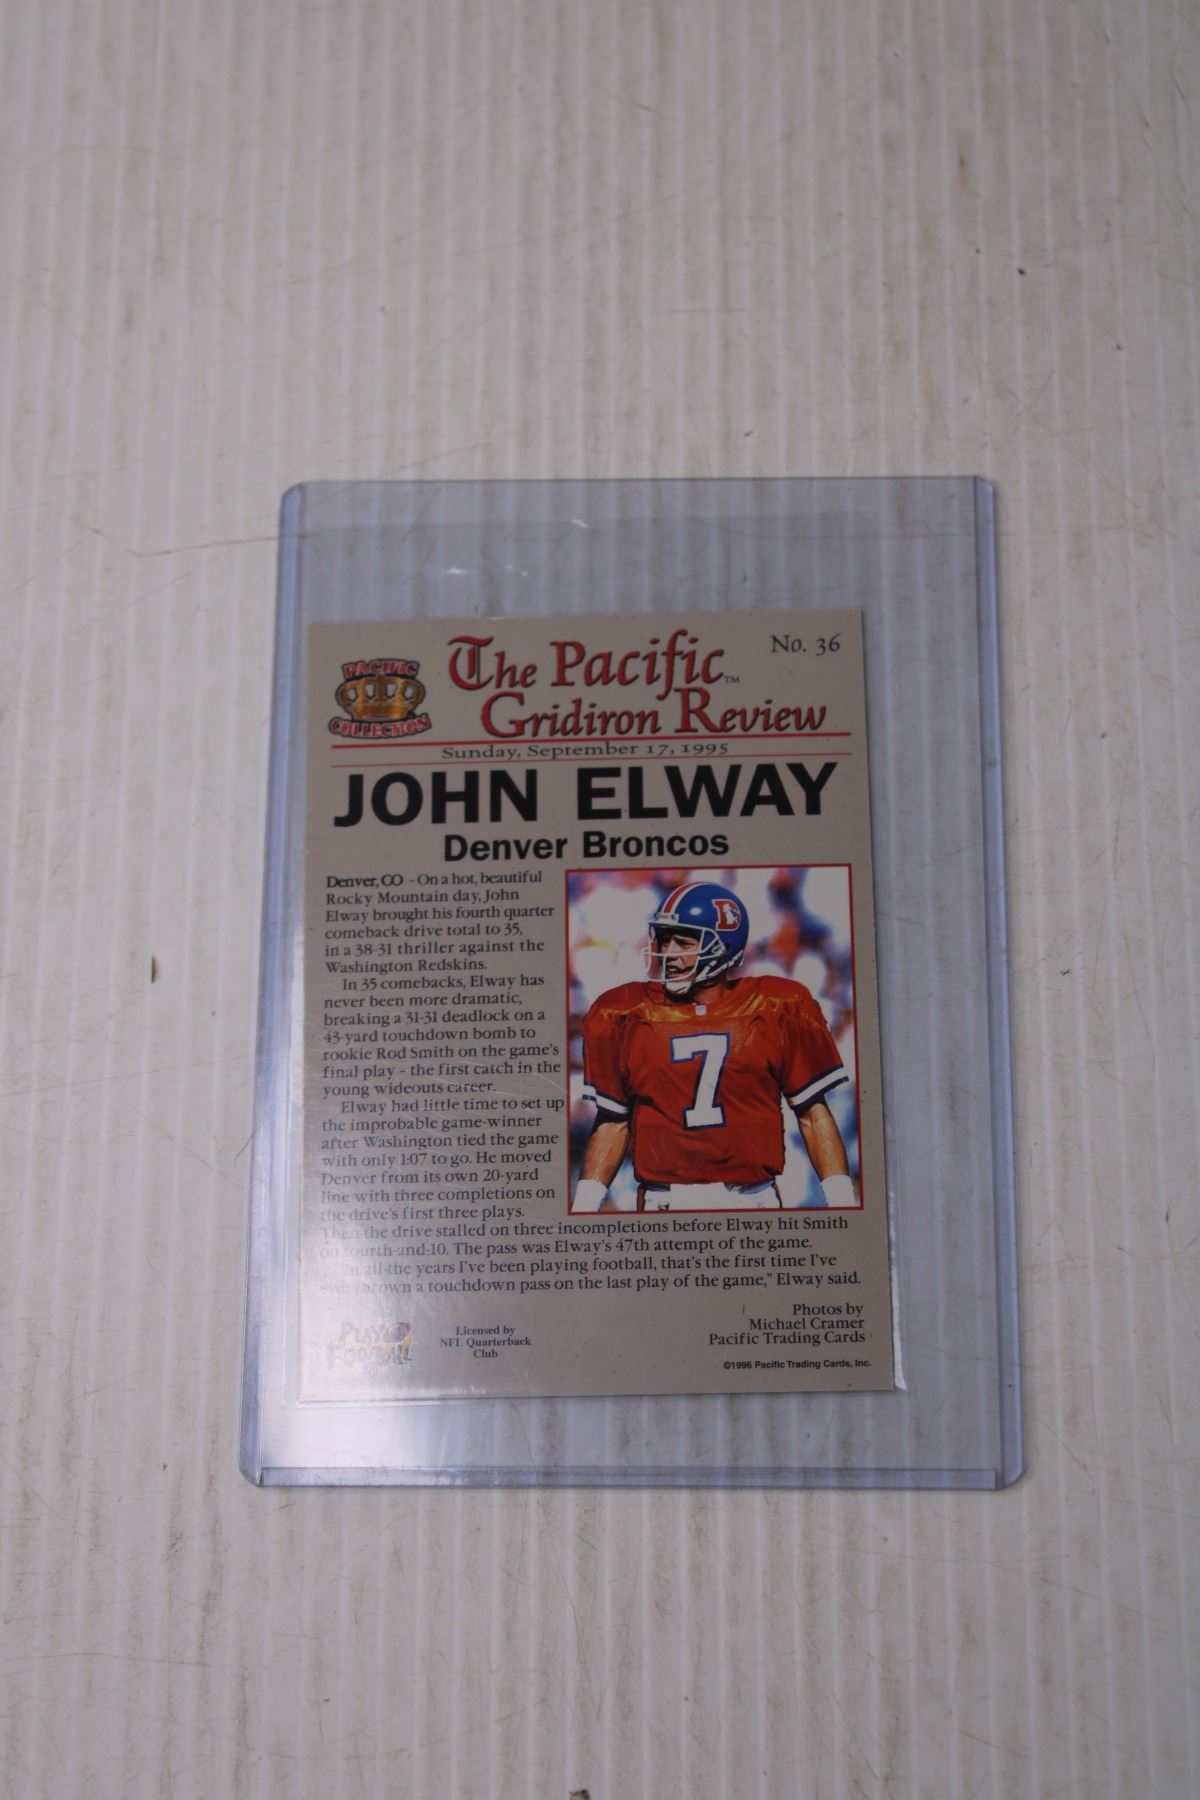 PACIFIC
COLLECTION
The Pacific™
Gridiron Review
No. 36
Sunday, September 17, 1995
JOHN ELWAY
Denver Broncos
Denver, CO - On a hot, beautiful
Rocky Mountain day, John
Elway brought his fourth quarter
comeback drive total to 35,
in a 38-31 thriller against the
Washington Redskins.
In 35 comebacks, Elway has
never been more dramatic,
breaking a 31-31 deadlock on a
43-yard touchdown bomb to
rookie Rod Smith on the game's
final play - the first catch in the
young wideouts career.
Elway had little time to set up
the improbable game-winner
after Washington tied the game
with only 1:07 to go. He moved
Denver from its own 20-yard
line with three completions on
the drive's first three plays.
Then the drive stalled on three incompletions before Elway hit Smith
on fourth-and-10. The pass was Elway's 47th attempt of the game.
"In all the years I've been playing football, that's the first time I've
ever thrown a touchdown pass on the last play of the game," Elway said.
D
7
PLAY
FOOTBALL
Licensed by
NFL Quarterback
Club
Photos by
Michael Cramer
Pacific Trading Cards
©1996 Pacific Trading Cards, Inc.